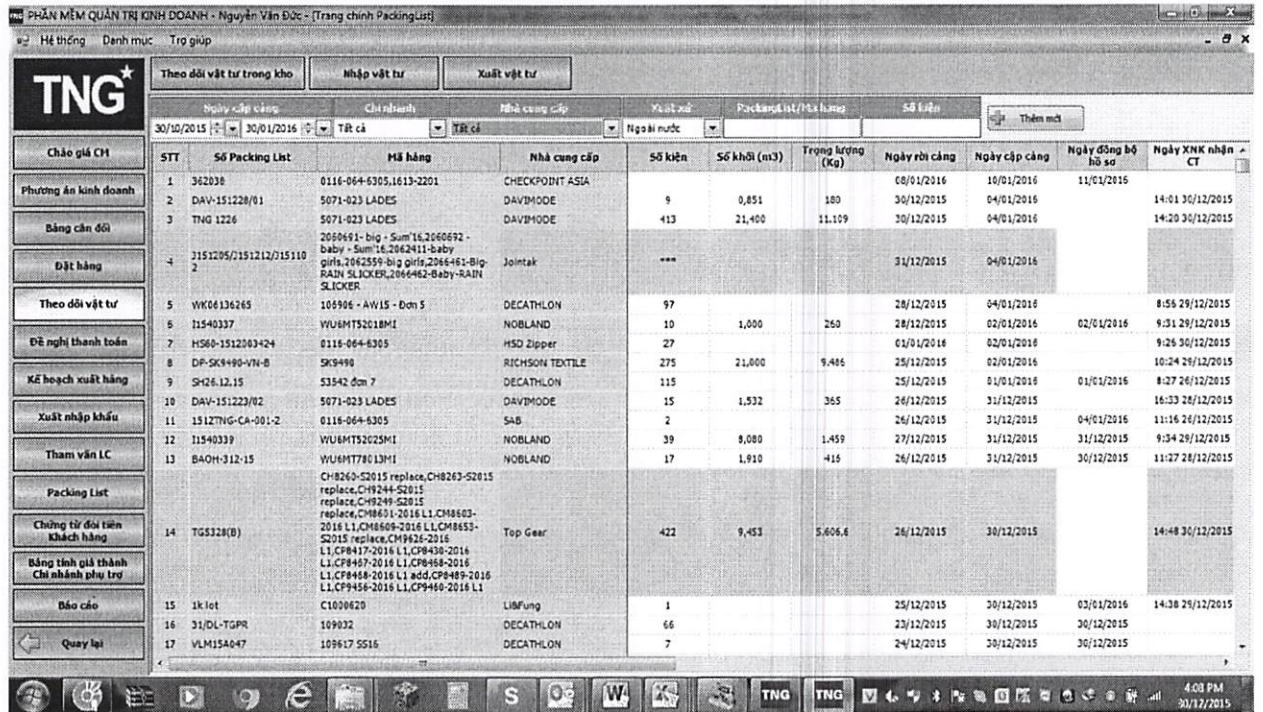 PHẦN MỀM QUẢN TRỊ KINH DOANH - Nguyễn Văn Đức - [Trang chính PackingList]
Hệ thống Danh mục Trợ giúp
TNG
Theo dõi vật tư trong kho Nhập vật tư Xuất vật tư
Ngày cập cảng Chi nhánh Nhà cung cấp Xuất xứ PackingList/Mã hàng Số kiện
Thêm mới
30/10/2015 30/01/2016 Tất cả Tất cả Ngoài nước
Chào giá CM
Phương án kinh doanh
Bảng cân đối
Đặt hàng
Theo dõi vật tư
Đề nghị thanh toán
Kế hoạch xuất hàng
Xuất nhập khẩu
Tham vấn LC
Packing List
Chứng từ đòi tiền
Khách hàng
Bảng tính giá thành
Chi nhánh phụ trợ
Báo cáo
Quay lại
STT Số Packing List Mã hàng Nhà cung cấp Số kiện Số khối (m3) Trọng lượng (Kg) Ngày rời cảng Ngày cập cảng Ngày đồng bộ hồ sơ Ngày XNK nhận CT
1 362038 0116-064-6305,1613-2201 CHECKPOINT ASIA 08/01/2016 10/01/2016 11/01/2016
2 DAV-151228/01 5071-023 LADES DAVIMODE 9 0,851 180 30/12/2015 04/01/2016 14:01 30/12/2015
3 TNG 1226 5071-023 LADES DAVIMODE 413 21,400 11.109 30/12/2015 04/01/2016 14:20 30/12/2015
2060691- big - Sum'16,2060692 -
baby - Sum'16,2062411-baby
4 J151205/J151212/J151102 girls,2062559-big girls,2066461-Big- Jointak *** 31/12/2015 04/01/2016
RAIN SLICKER,2066462-Baby-RAIN
SLICKER
5 WK06136265 106906 - AW15 - Đơn 5 DECATHLON 97 28/12/2015 04/01/2016 8:56 29/12/2015
6 I1540337 WU6MT52018MI NOBLAND 10 1,000 260 28/12/2015 02/01/2016 02/01/2016 9:31 29/12/2015
7 HS60-1512003424 0116-064-6305 HSD Zipper 27 01/01/2016 02/01/2016 9:26 30/12/2015
8 DP-SK9490-VN-B SK9490 RICHSON TEXTILE 275 21,000 9.486 25/12/2015 02/01/2016 10:24 29/12/2015
9 SH26.12.15 53542 đơn 7 DECATHLON 115 25/12/2015 01/01/2016 01/01/2016 8:27 26/12/2015
10 DAV-151223/02 5071-023 LADES DAVIMODE 15 1,532 365 26/12/2015 31/12/2015 16:33 28/12/2015
11 1512TNG-CA-001-2 0116-064-6305 SAB 2 26/12/2015 31/12/2015 04/01/2016 11:16 26/12/2015
12 I1540339 WU6MT52025MI NOBLAND 39 8,080 1.459 27/12/2015 31/12/2015 31/12/2015 9:34 29/12/2015
13 BAOH-312-15 WU6MT78013MI NOBLAND 17 1,910 416 26/12/2015 31/12/2015 30/12/2015 11:27 28/12/2015
CH8260-S2015 replace,CH8263-S2015
replace,CH9244-S2015
replace,CH9249-S2015
replace,CM8601-2016 L1,CM8603-
2016 L1,CM8609-2016 L1,CM8653-
14 TG5328(B) S2015 replace,CM9626-2016 Top Gear 422 9,453 5.606,6 26/12/2015 30/12/2015 14:48 30/12/2015
L1,CP8417-2016 L1,CP8430-2016
L1,CP8467-2016 L1,CP8468-2016
L1,CP8468-2016 L1 add,CP8489-2016
L1,CP9456-2016 L1,CP9460-2016 L1
15 1k lot C1000620 Li&Fung 1 25/12/2015 30/12/2015 03/01/2016 14:38 29/12/2015
16 31/DL-TGPR 109032 DECATHLON 66 23/12/2015 30/12/2015 30/12/2015
17 VLM15A047 109617 SS16 DECATHLON 7 24/12/2015 30/12/2015 30/12/2015
TNG TNG
4:03 PM
30/12/2015